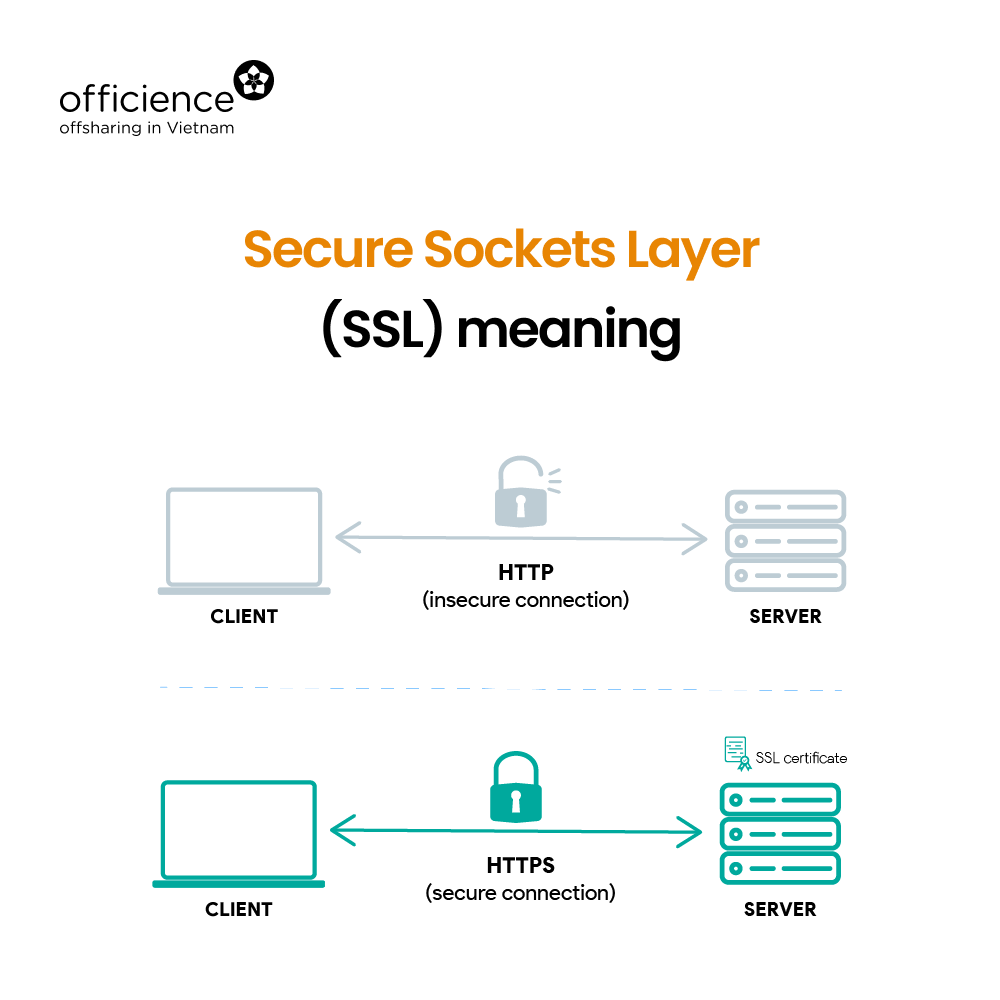 officience
offsharing in Vietnam
Secure Sockets Layer
(SSL) meaning
HTTP
(insecure connection)
CLIENT
SERVER
SSL certificate
HTTPS
(secure connection)
CLIENT
SERVER